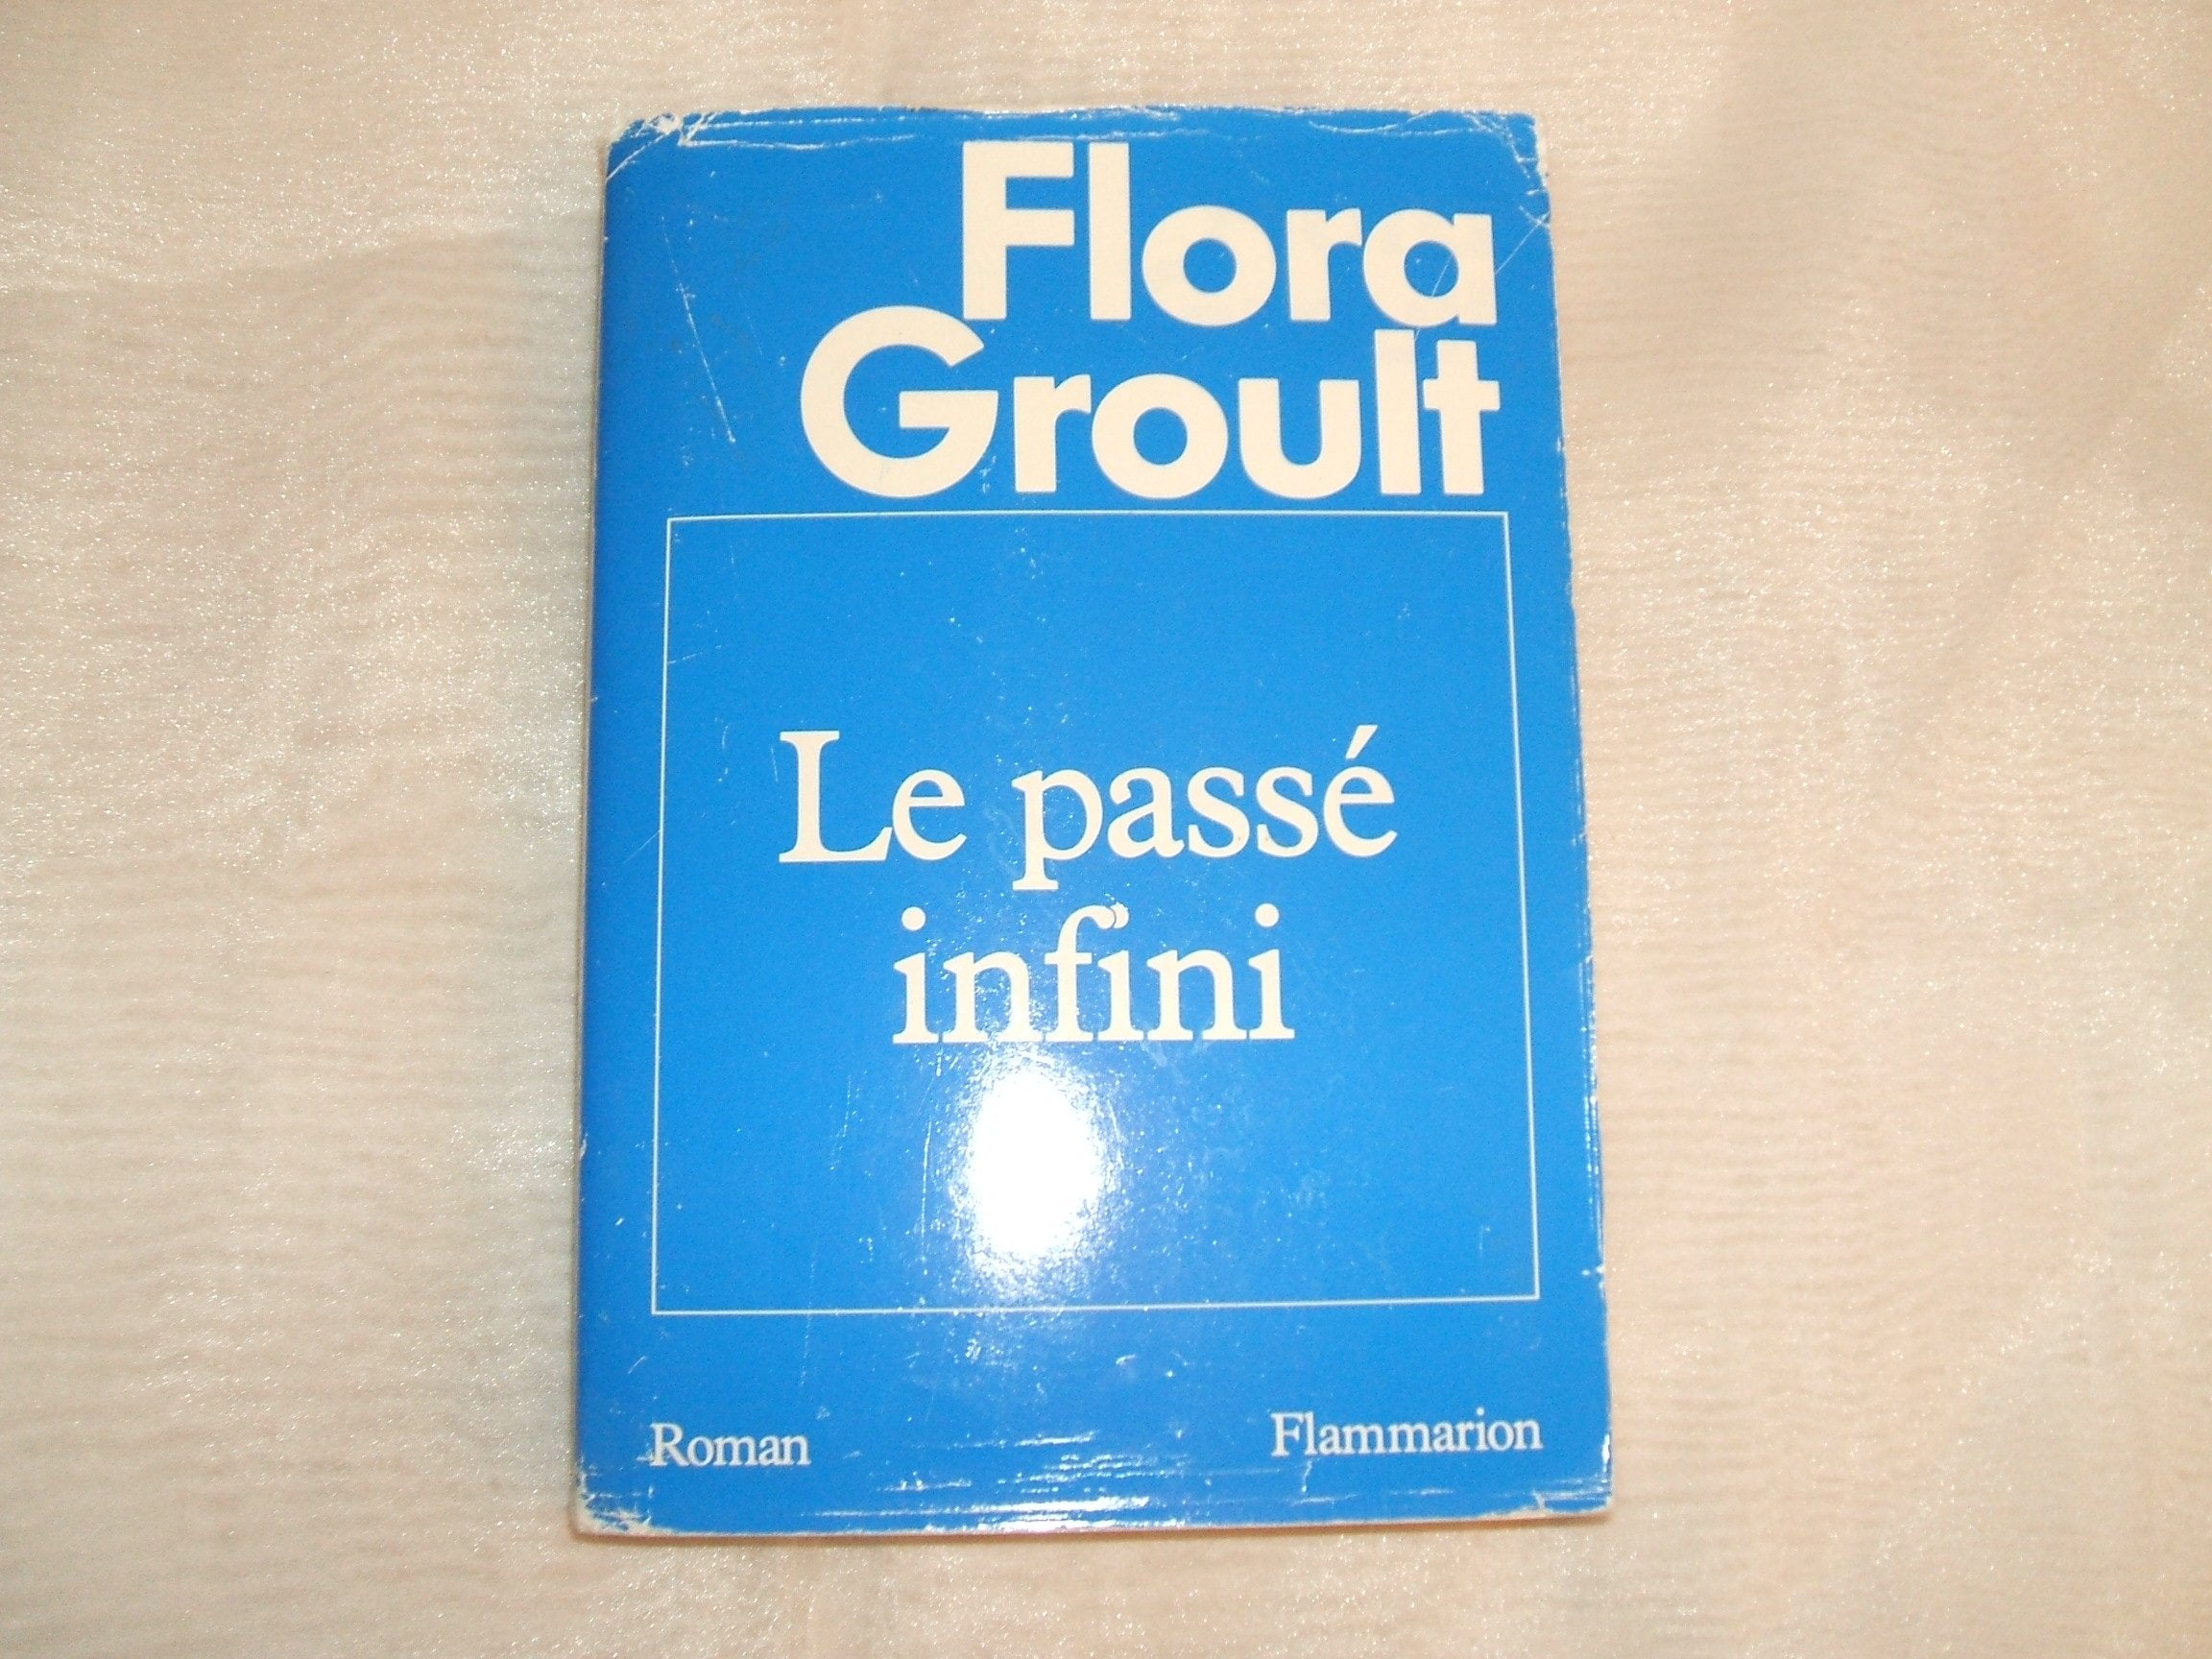 Flora
Groult
Le passé
infini
Roman
Flammarion